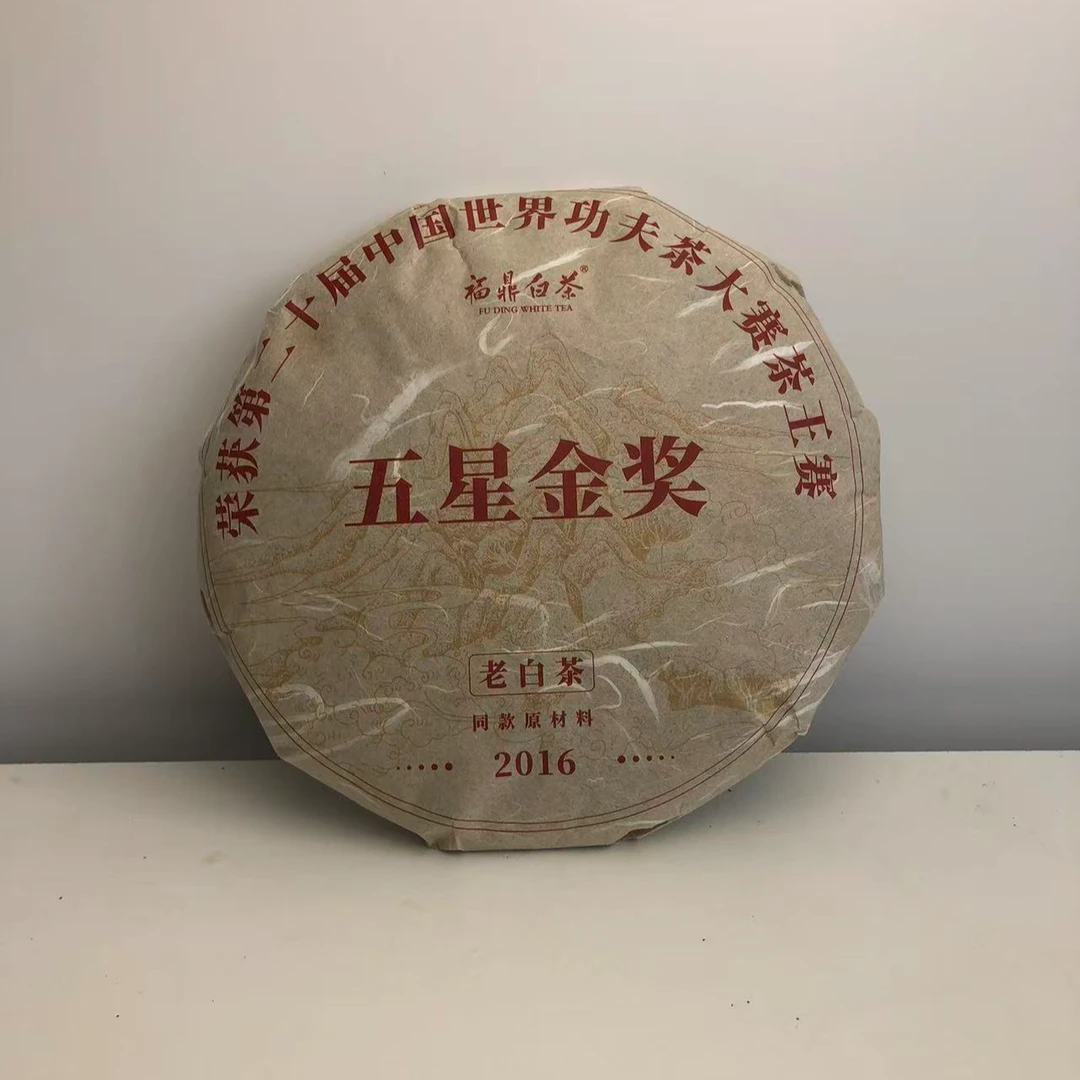 荣获第二十届中国世界功夫茶大赛茶王赛
福鼎白茶®
FU DING WHITE TEA
五星金奖
老白茶
同款原材料
2016